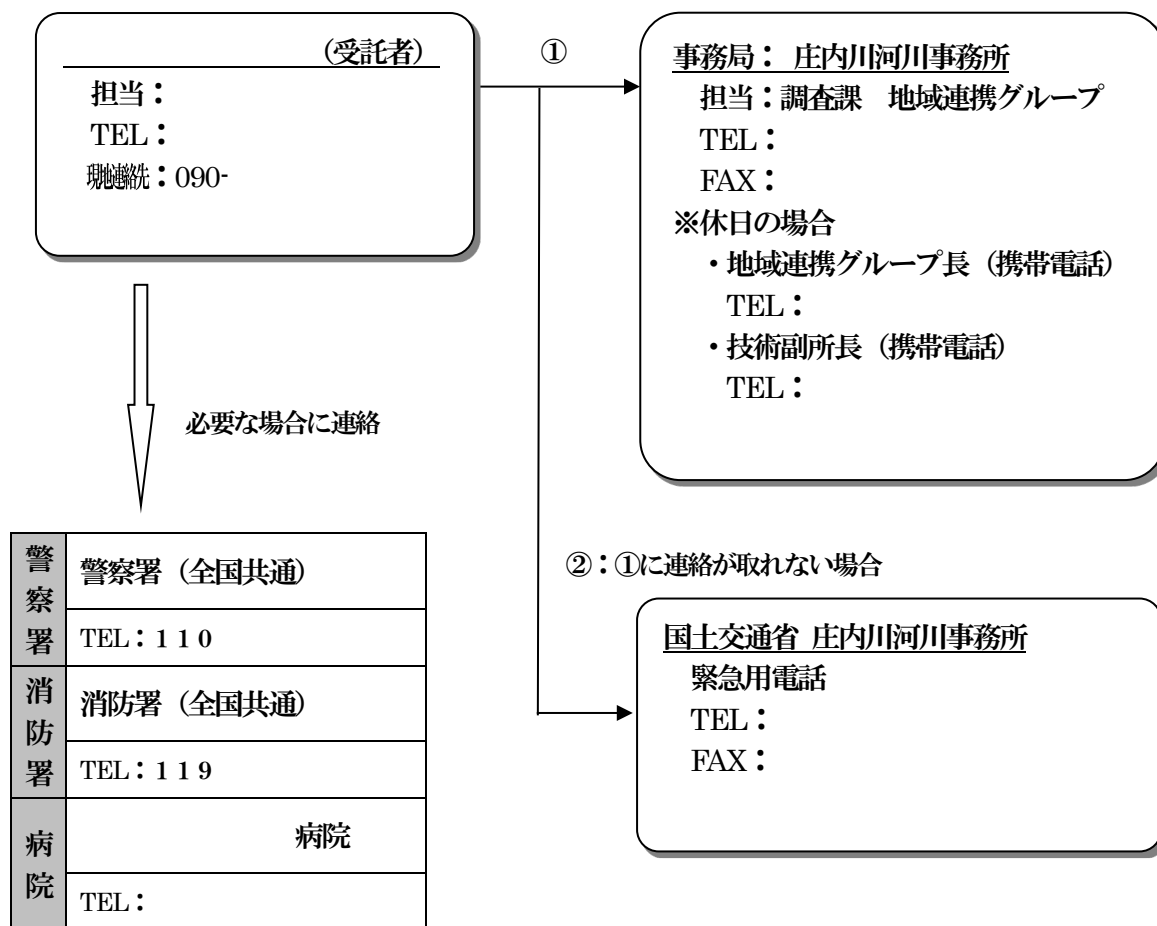 (受託者)
担当：
TEL：
現地連絡先：090-
①
事務局： 庄内川河川事務所
担当：調査課　地域連携グループ
TEL：
FAX：
※休日の場合
・地域連携グループ長（携帯電話）
TEL：
・技術副所長（携帯電話）
TEL：
必要な場合に連絡
②：①に連絡が取れない場合
国土交通省 庄内川河川事務所
緊急用電話
TEL：
FAX：
警察署
警察署（全国共通）
TEL：１１０
消防署
消防署（全国共通）
TEL：１１９
病院
病院
TEL：